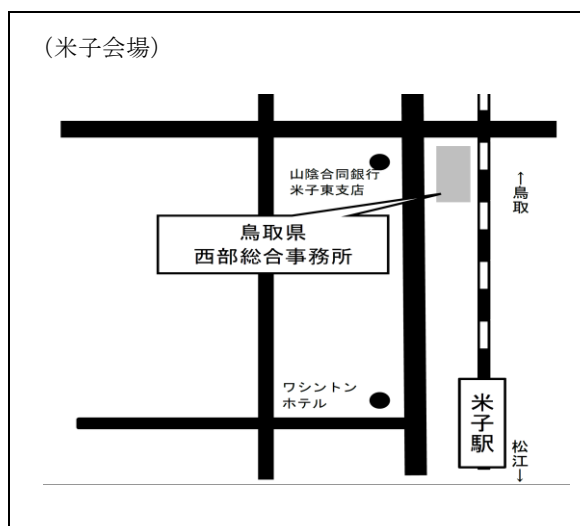 (米子会場)
山陰合同銀行
米子東支店
↑鳥取
鳥取県
西部総合事務所
ワシントン
ホテル
米子駅
松江↓